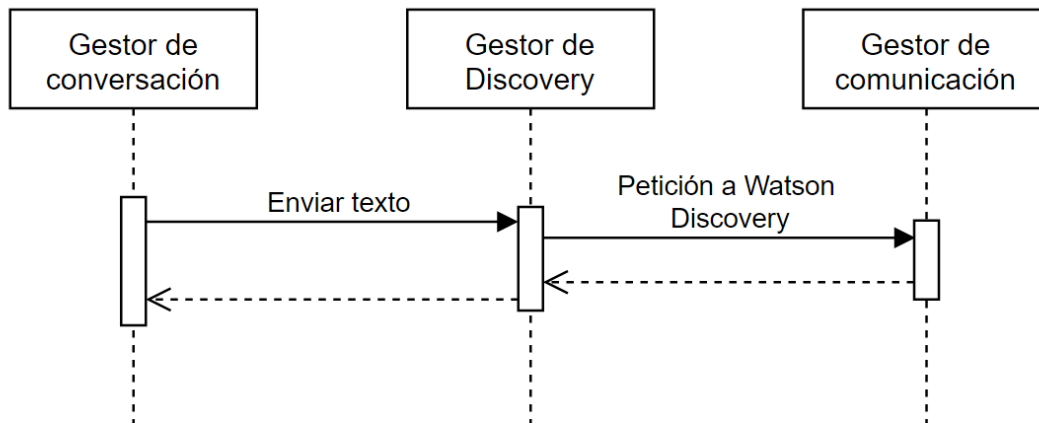 Gestor de
conversación
Gestor de
Discovery
Gestor de
comunicación
Enviar texto
Petición a Watson
Discovery